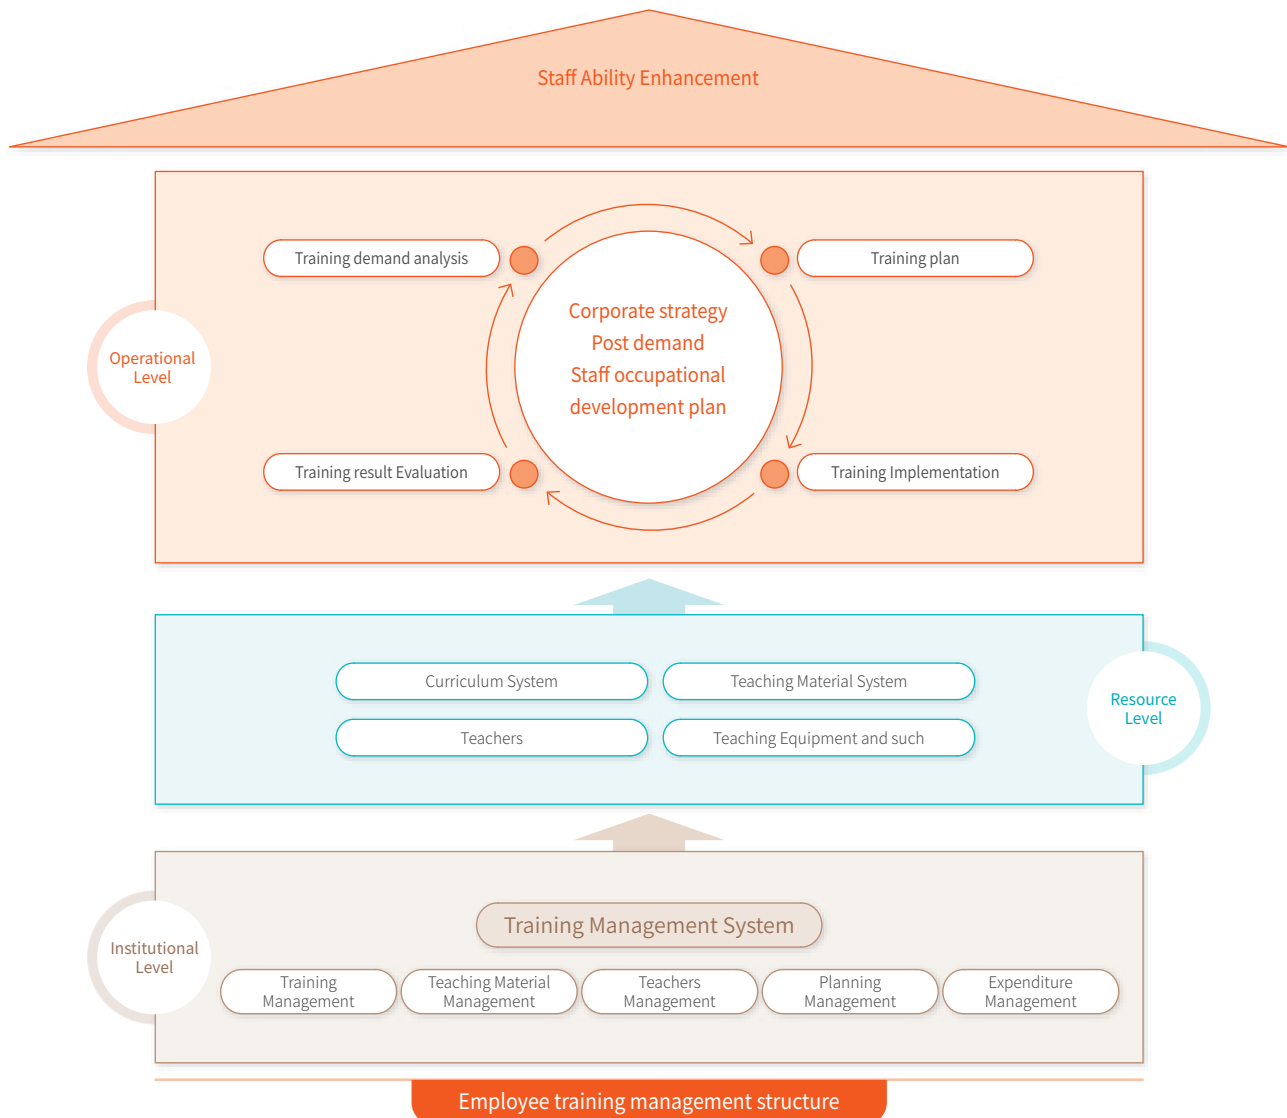 Staff Ability Enhancement
Training demand analysis
Training plan
Operational
Level
Corporate strategy
Post demand
Staff occupational
development plan
Training result Evaluation
Training Implementation
Curriculum System
Teaching Material System
Resource
Level
Teachers
Teaching Equipment and such
Institutional
Level
Training Management System
Training
Management
Teaching Material
Management
Teachers
Management
Planning
Management
Expenditure
Management
Employee training management structure